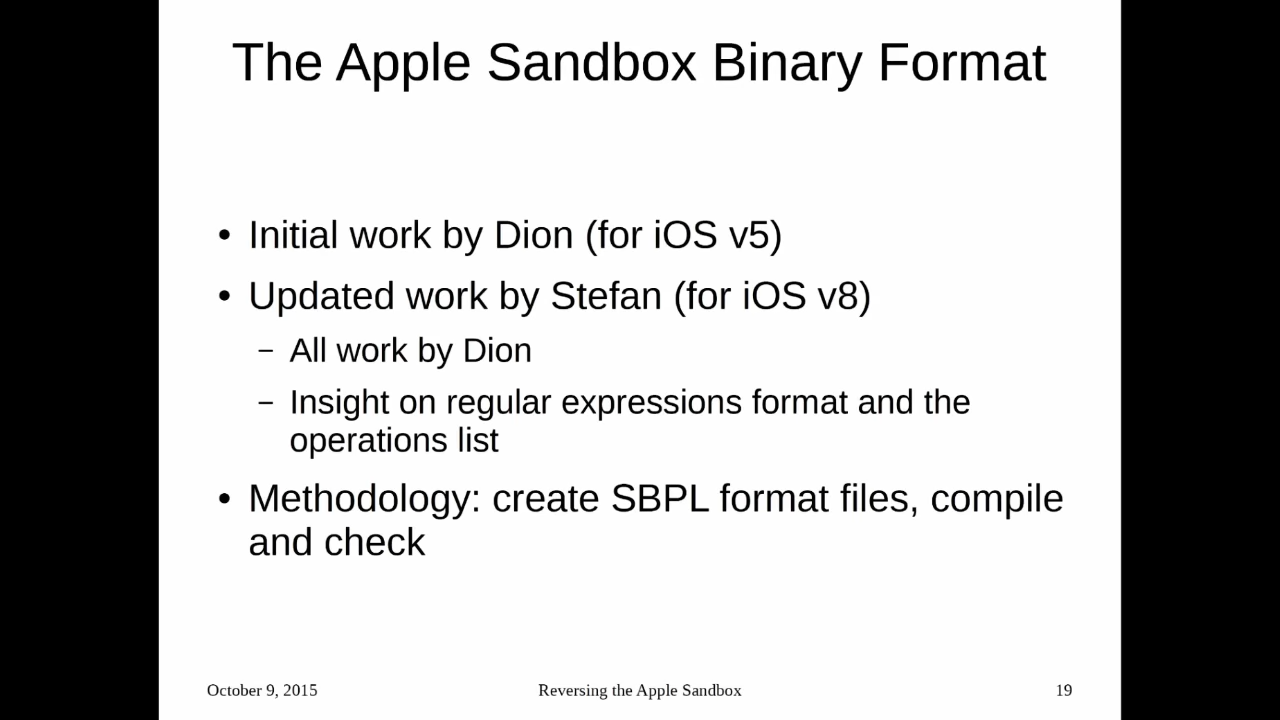 The Apple Sandbox Binary Format
• Initial work by Dion (for iOS v5)
• Updated work by Stefan (for iOS v8)
– All work by Dion
– Insight on regular expressions format and the
operations list
• Methodology: create SBPL format files, compile
and check
October 9, 2015
Reversing the Apple Sandbox
19